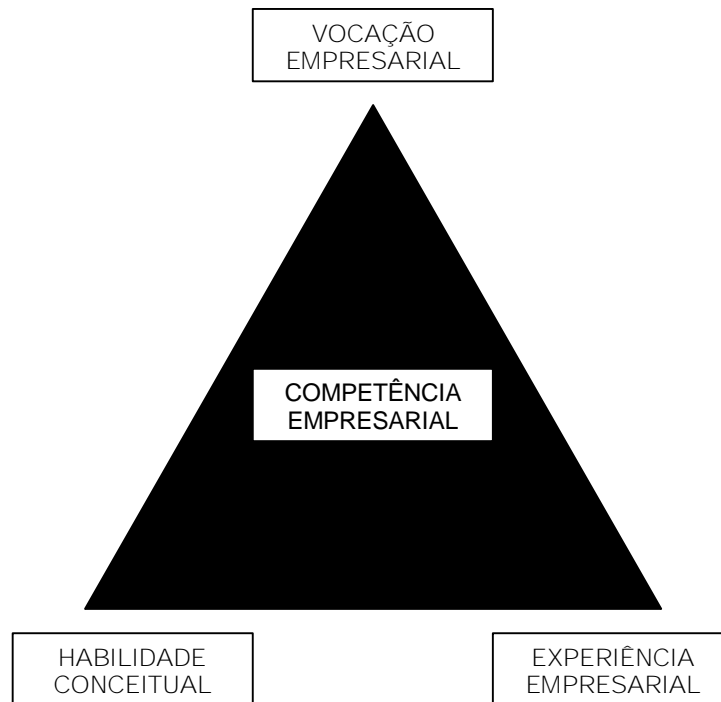 VOCAÇÃO
EMPRESARIAL
COMPETÊNCIA
EMPRESARIAL
HABILIDADE
CONCEITUAL
EXPERIÊNCIA
EMPRESARIAL